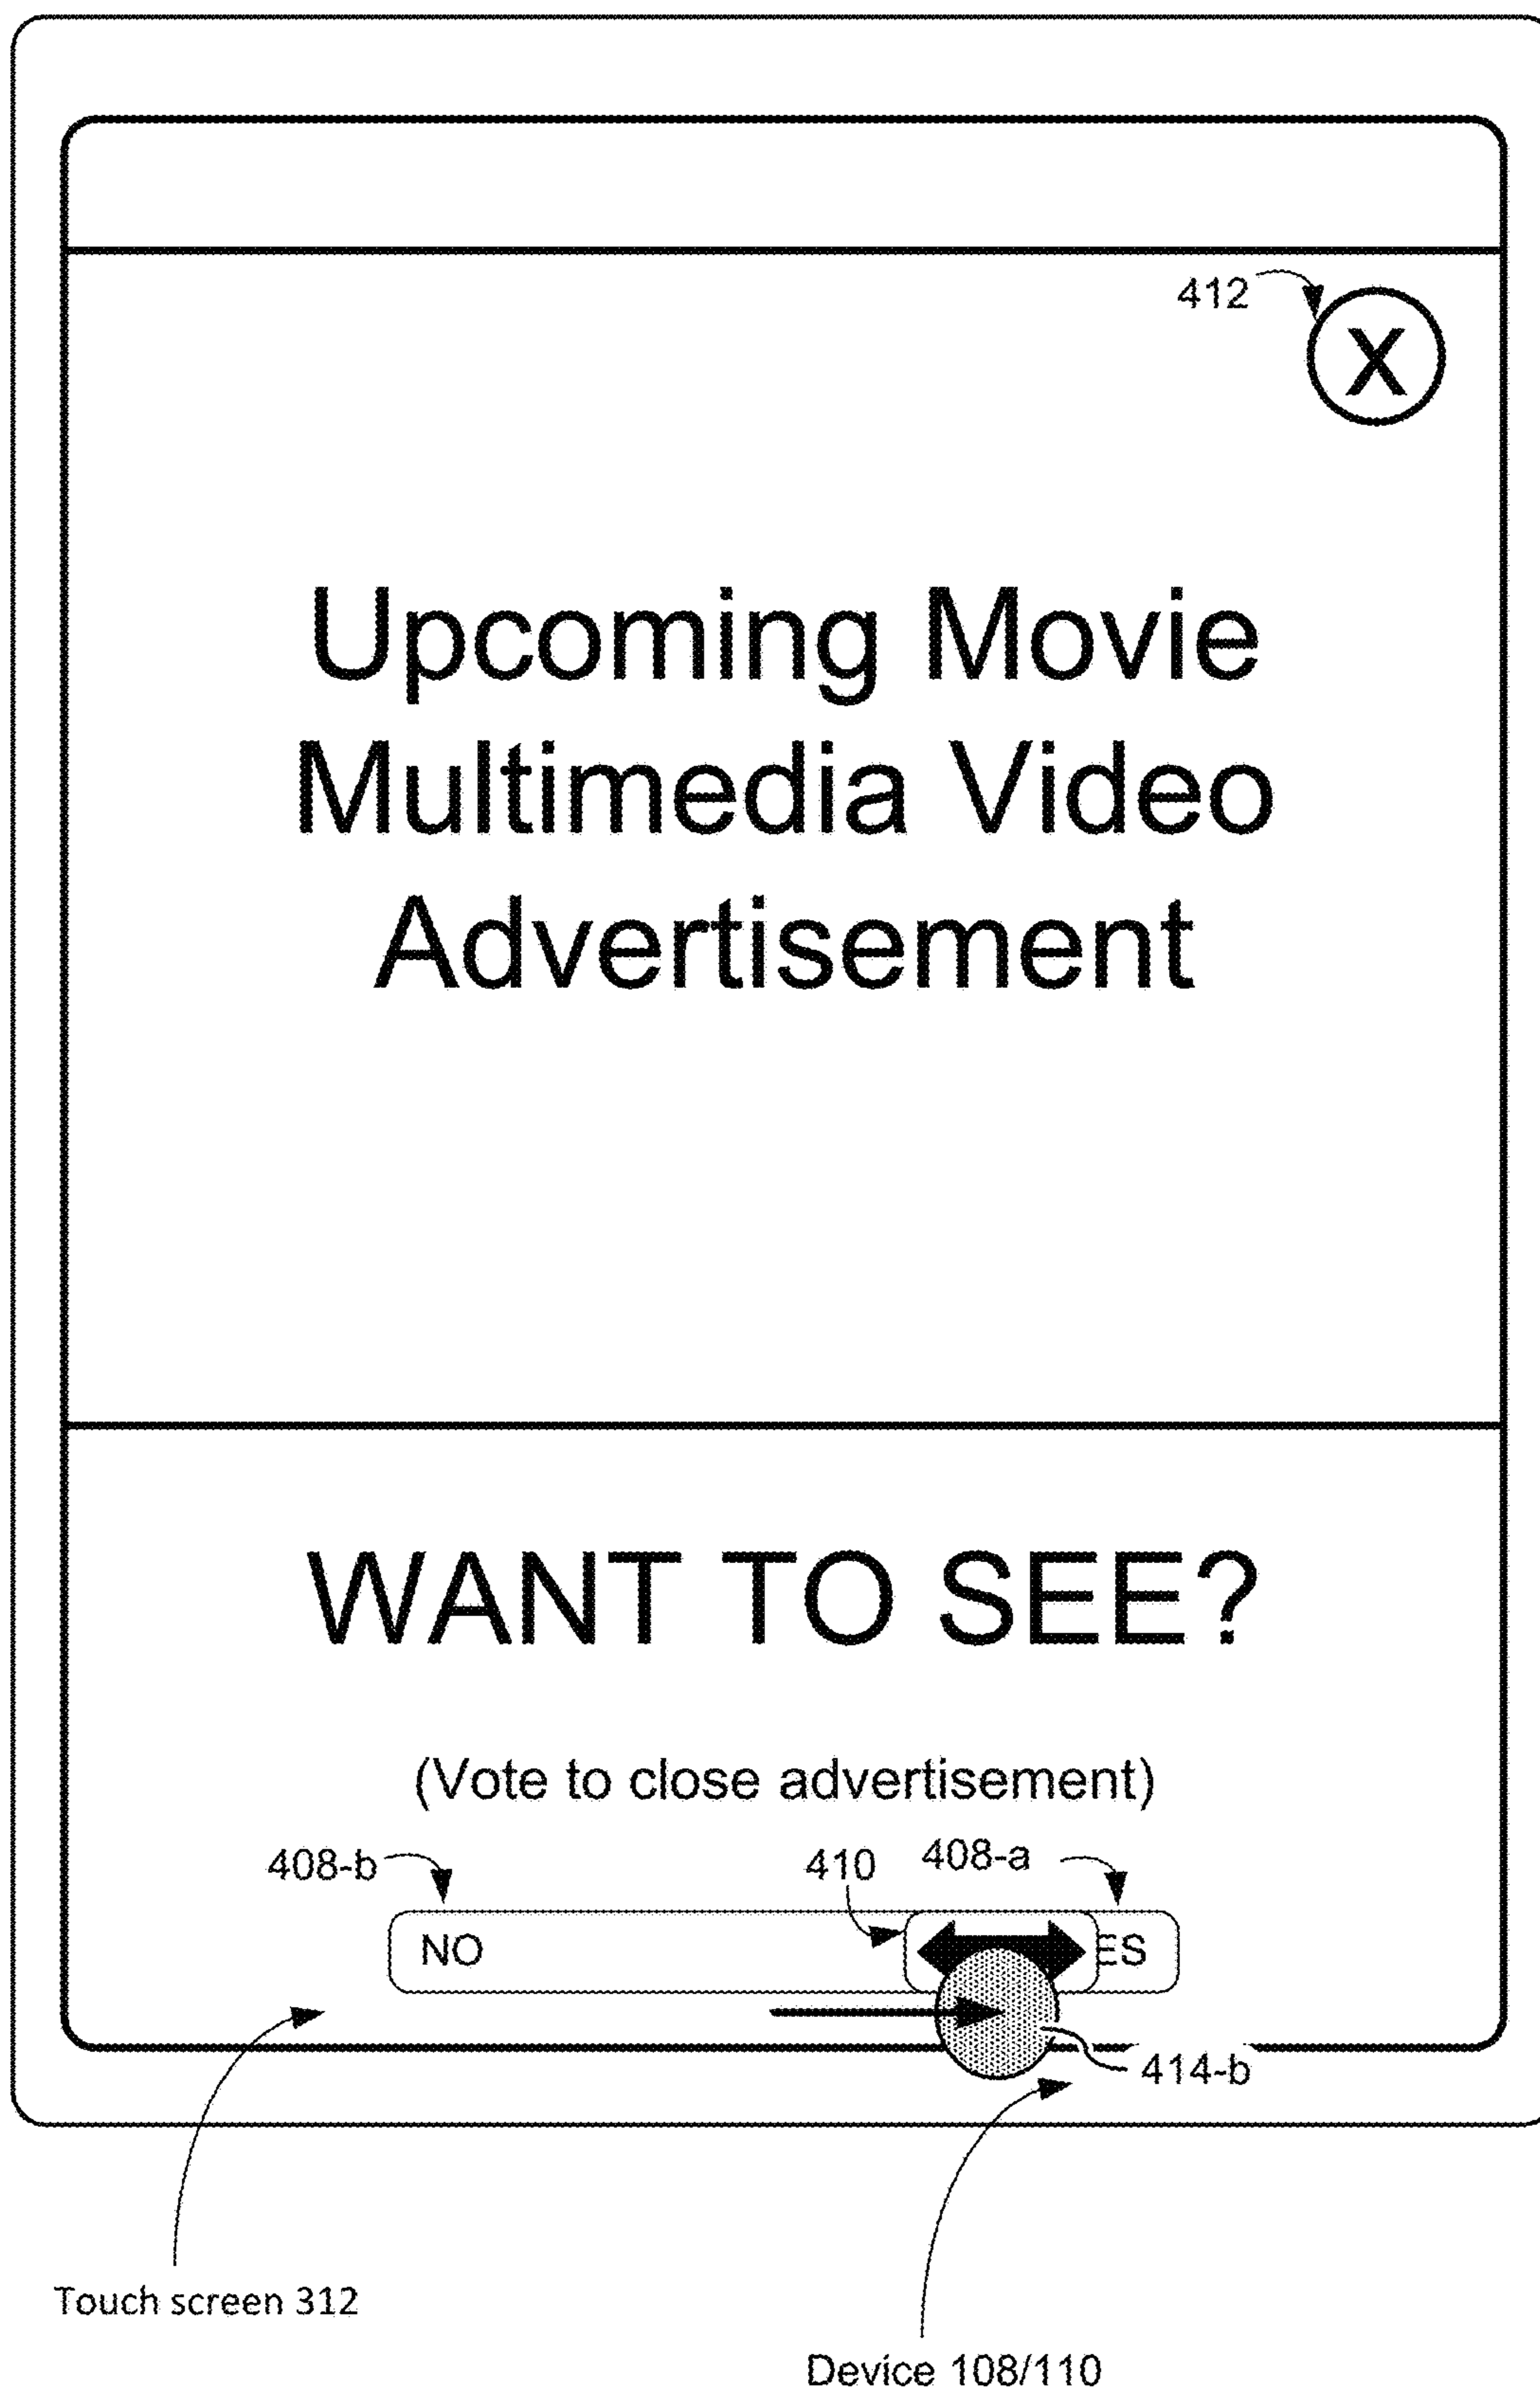 412
X
Upcoming Movie
Multimedia Video
Advertisement
WANT TO SEE?
(Vote to close advertisement)
408-b
410
408-a
NO
ES
414-b
Touch screen 312
Device 108/110